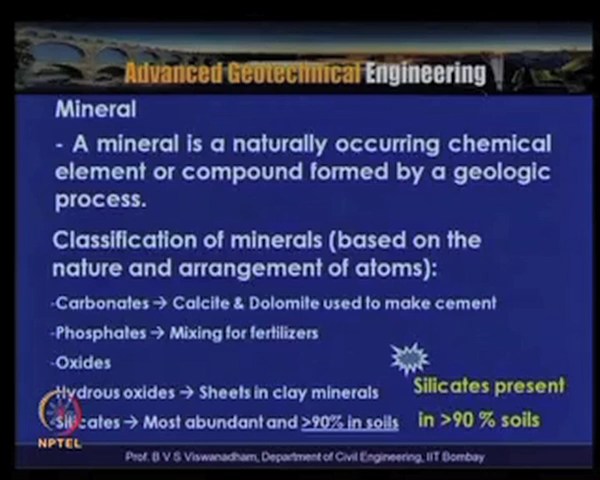 Advanced Geotechnical Engineering
Mineral
- A mineral is a naturally occurring chemical
element or compound formed by a geologic
process.
Classification of minerals (based on the
nature and arrangement of atoms):
-Carbonates → Calcite & Dolomite used to make cement
-Phosphates → Mixing for fertilizers
-Oxides
-Hydrous oxides → Sheets in clay minerals
-Silicates → Most abundant and >90% in soils
Silicates present
in >90 % soils
NPTEL
Prof. B V S Viswanadham, Department of Civil Engineering, IIT Bombay